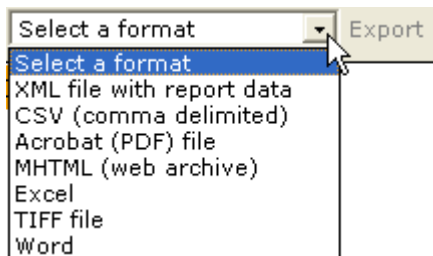 Select a format Export
Select a format
XML file with report data
CSV (comma delimited)
Acrobat (PDF) file
MHTML (web archive)
Excel
TIFF file
Word